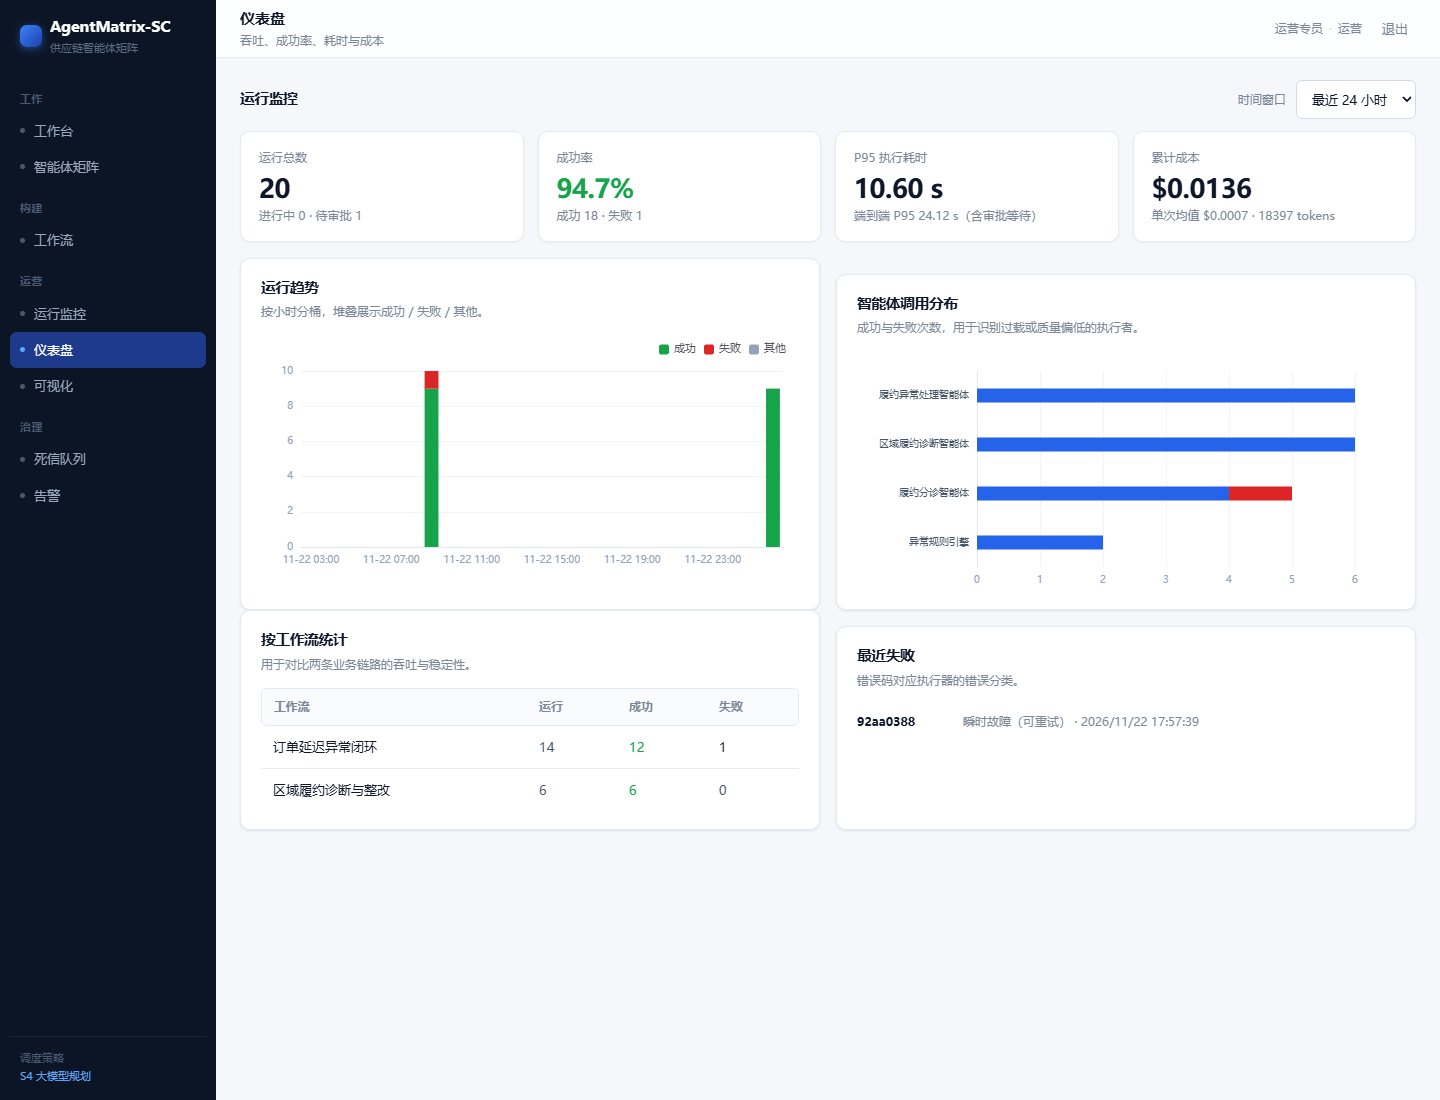 AgentMatrix-SC
供应链智能体矩阵
工作
工作台
智能体矩阵
构建
工作流
运营
运行监控
仪表盘
可视化
治理
死信队列
告警
调度策略
S4 大模型规划
仪表盘
吞吐、成功率、耗时与成本
运营专员 · 运营 退出
运行监控
时间窗口 最近 24 小时
运行总数
20
进行中 0 · 待审批 1
成功率
94.7%
成功 18 · 失败 1
P95 执行耗时
10.60 s
端到端 P95 24.12 s（含审批等待）
累计成本
$0.0136
单次均值 $0.0007 · 18397 tokens
运行趋势
按小时分桶，堆叠展示成功 / 失败 / 其他。
成功 失败 其他
10
8
6
4
2
0
11-22 03:00 11-22 07:00 11-22 11:00 11-22 15:00 11-22 19:00 11-22 23:00
智能体调用分布
成功与失败次数，用于识别过载或质量偏低的执行者。
履约异常处理智能体
区域履约诊断智能体
履约分诊智能体
异常规则引擎
0 1 2 3 4 5 6
按工作流统计
用于对比两条业务链路的吞吐与稳定性。
工作流 运行 成功 失败
订单延迟异常闭环 14 12 1
区域履约诊断与整改 6 6 0
最近失败
错误码对应执行器的错误分类。
92aa0388 瞬时故障（可重试） · 2026/11/22 17:57:39